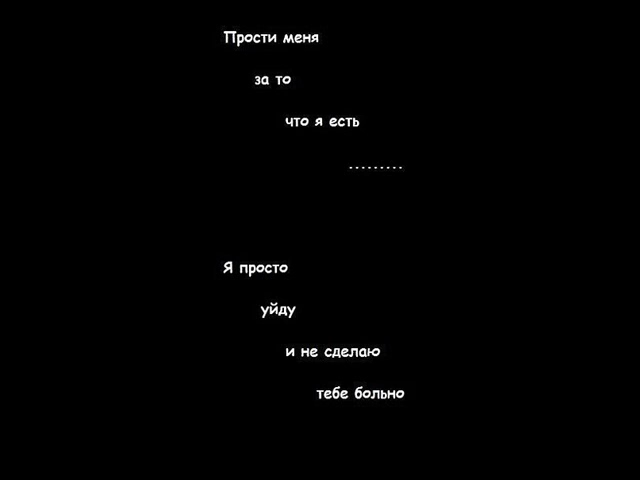 Прости меня
за то
что я есть
.........
Я просто
уйду
и не сделаю
тебе больно